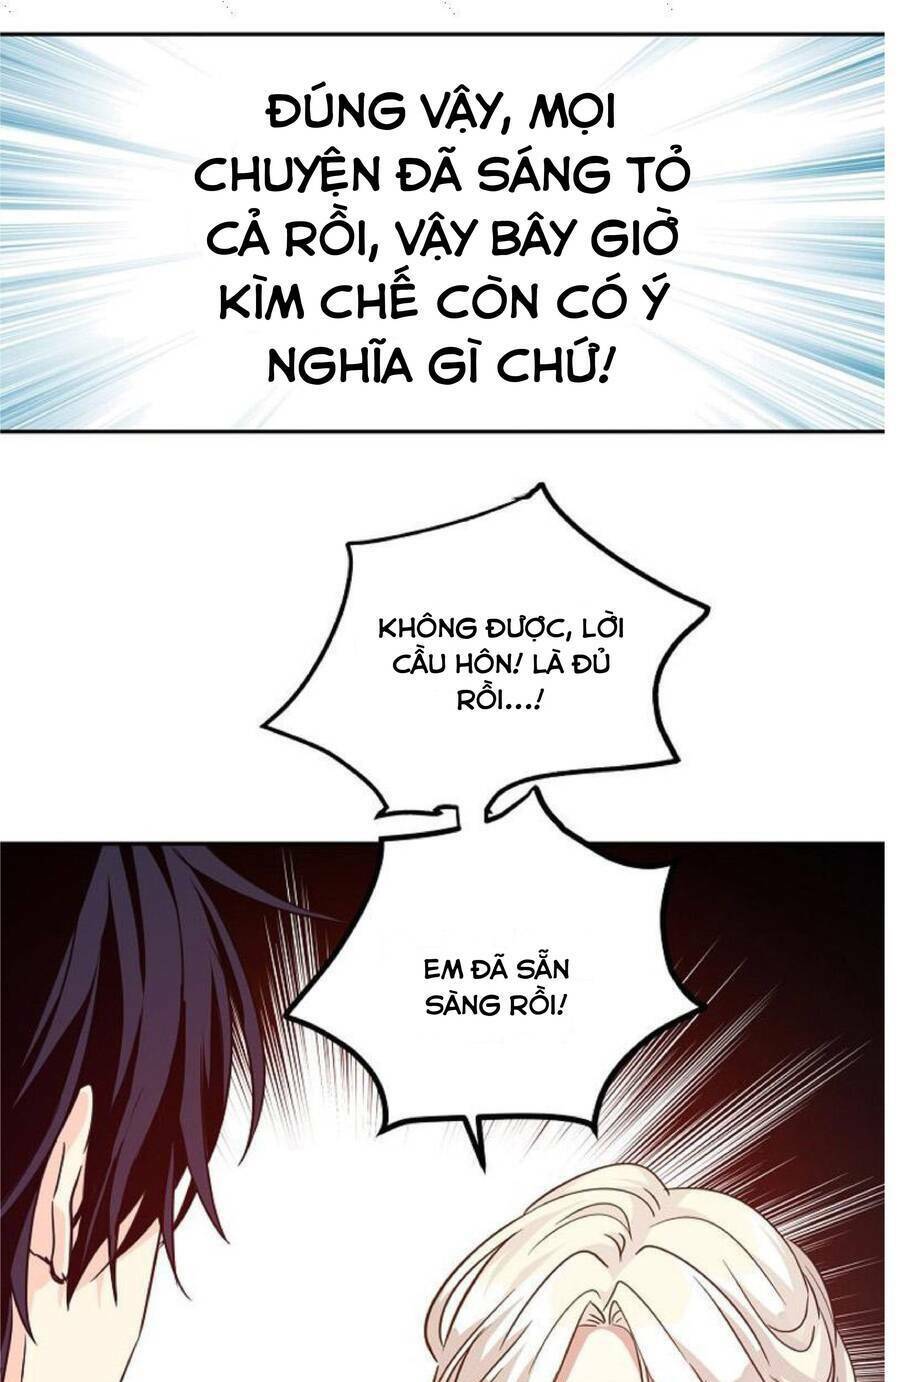 ĐÚNG VẬY, MỌI
CHUYỆN ĐÃ SÁNG TỎ
CẢ RỒI, VẬY BÂY GIỜ
KÌM CHẾ CÒN CÓ Ý
NGHĨA GÌ CHỨ!
KHÔNG ĐƯỢC, LỜI
CẦU HÔN! LÀ ĐỦ
RỒI...!
EM ĐÃ SẴN
SÀNG RỒI!